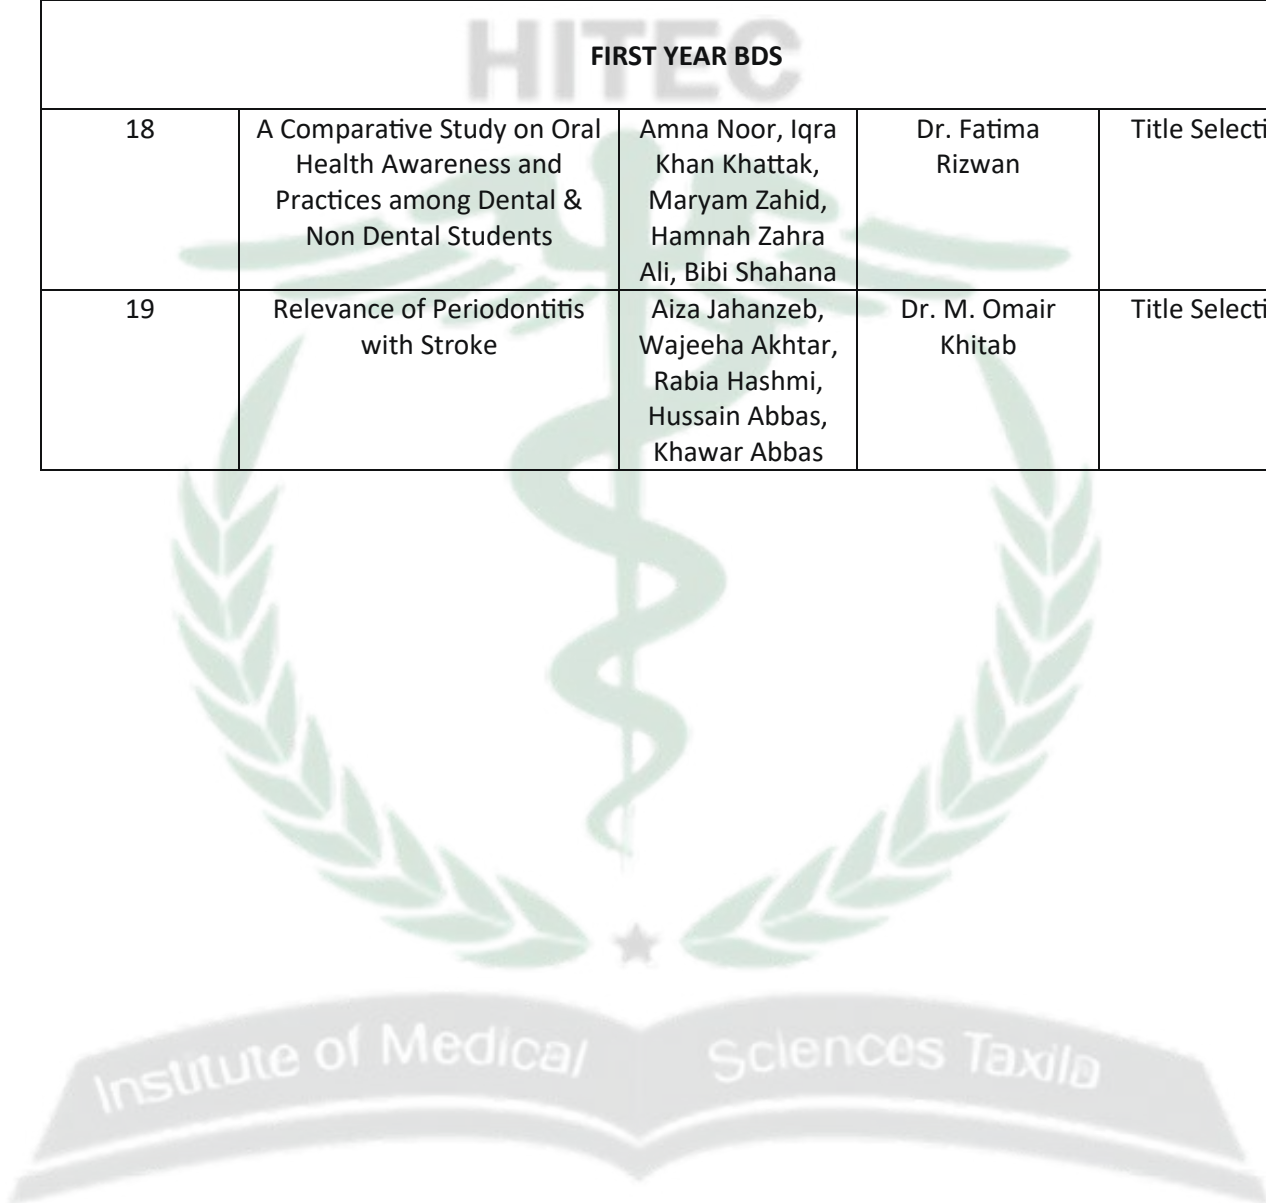 HITEC
FIRST YEAR BDS
18
A Comparative Study on Oral
Health Awareness and
Practices among Dental &
Non Dental Students
Amna Noor, Iqra
Khan Khattak,
Maryam Zahid,
Hamnah Zahra
Ali, Bibi Shahana
Dr. Fatima
Rizwan
Title Selecti
19
Relevance of Periodontitis
with Stroke
Aiza Jahanzeb,
Wajeeha Akhtar,
Rabia Hashmi,
Hussain Abbas,
Khawar Abbas
Dr. M. Omair
Khitab
Title Selecti
Institute of Medical Sciences Taxila